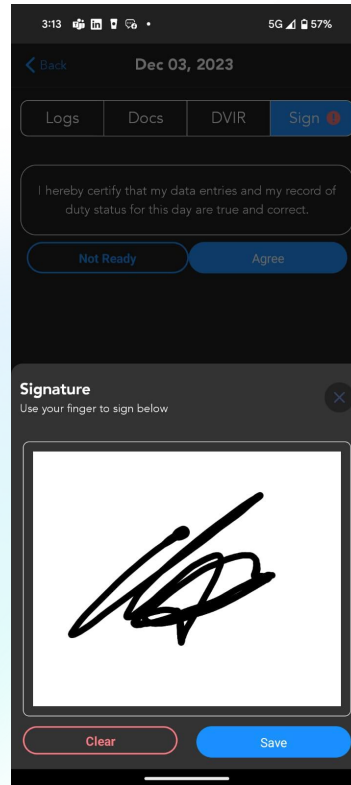 3:13 5G 57%
Back Dec 03, 2023
Logs Docs DVIR Sign
I hereby certify that my data entries and my record of
duty status for this day are true and correct.
Not Ready Agree
Signature
Use your finger to sign below
Clear Save